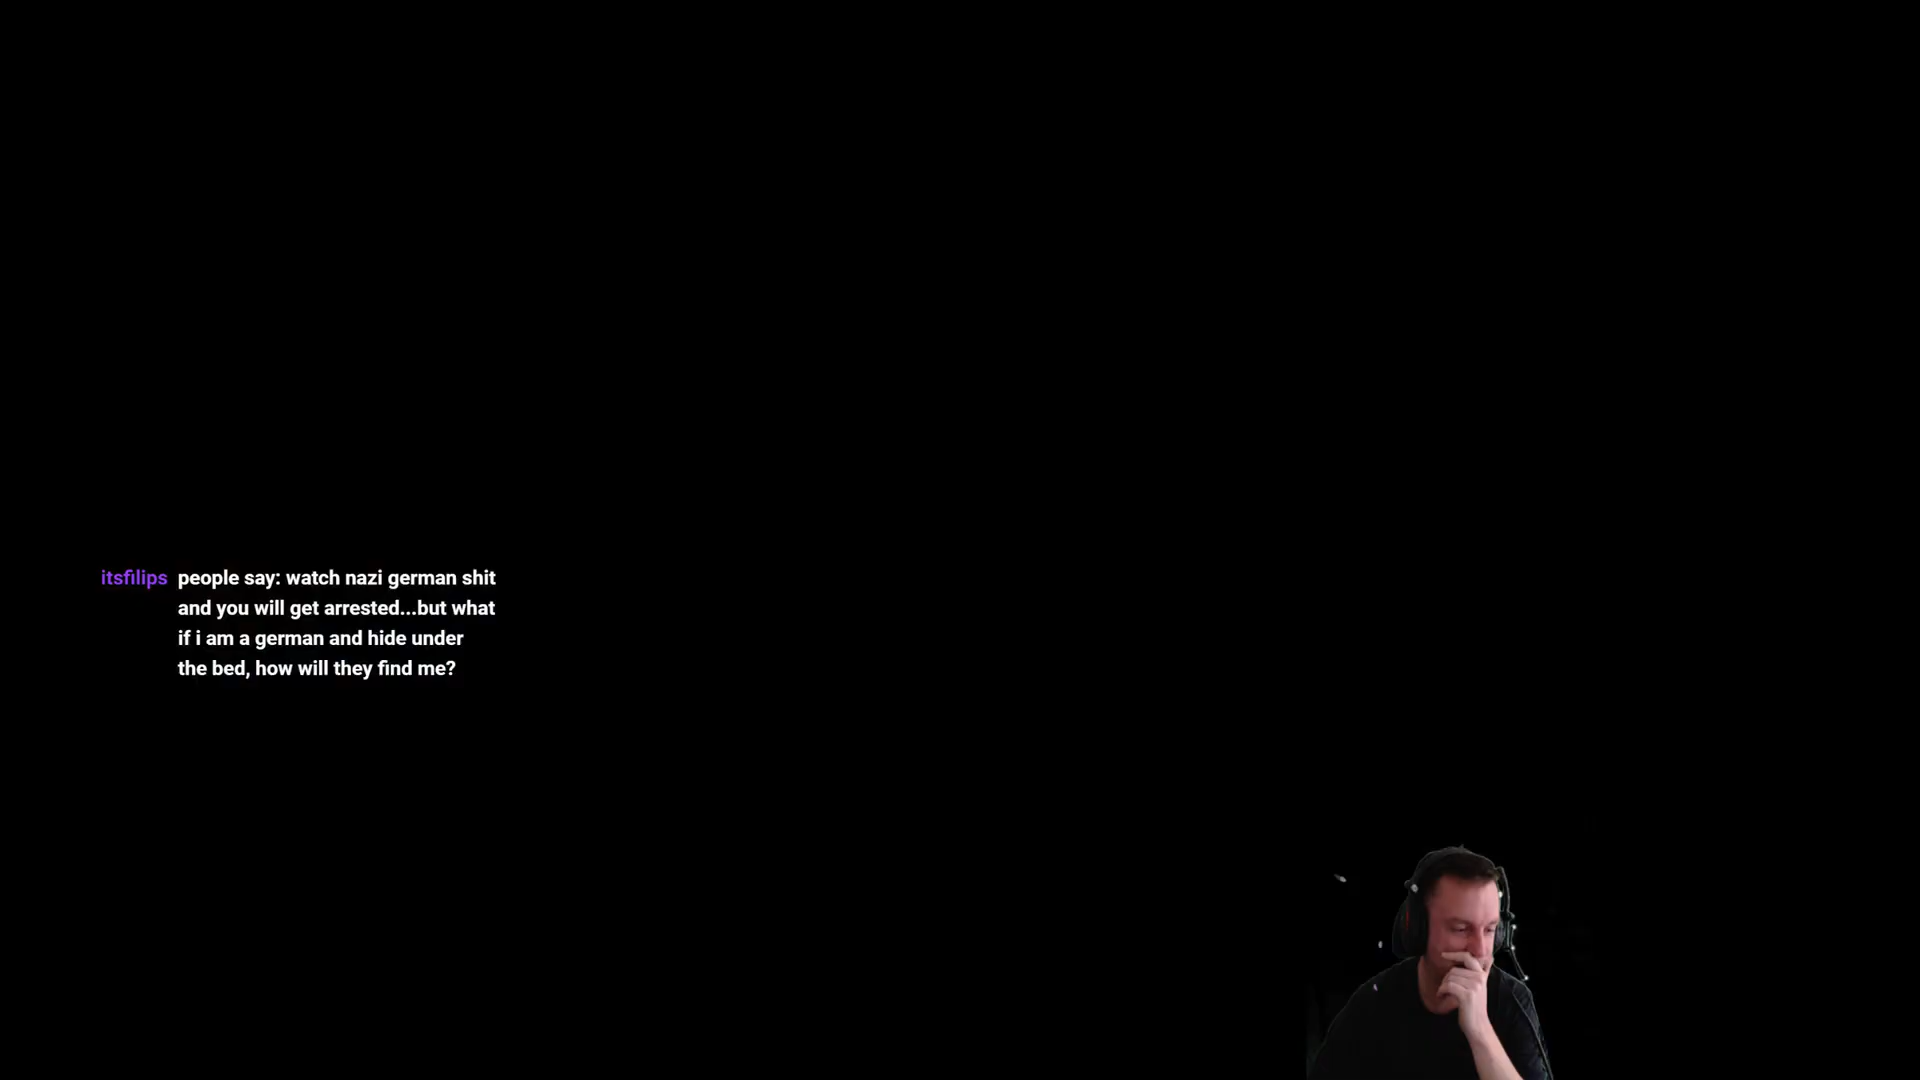 itsfilips people say: watch nazi german shit
and you will get arrested...but what
if i am a german and hide under
the bed, how will they find me?